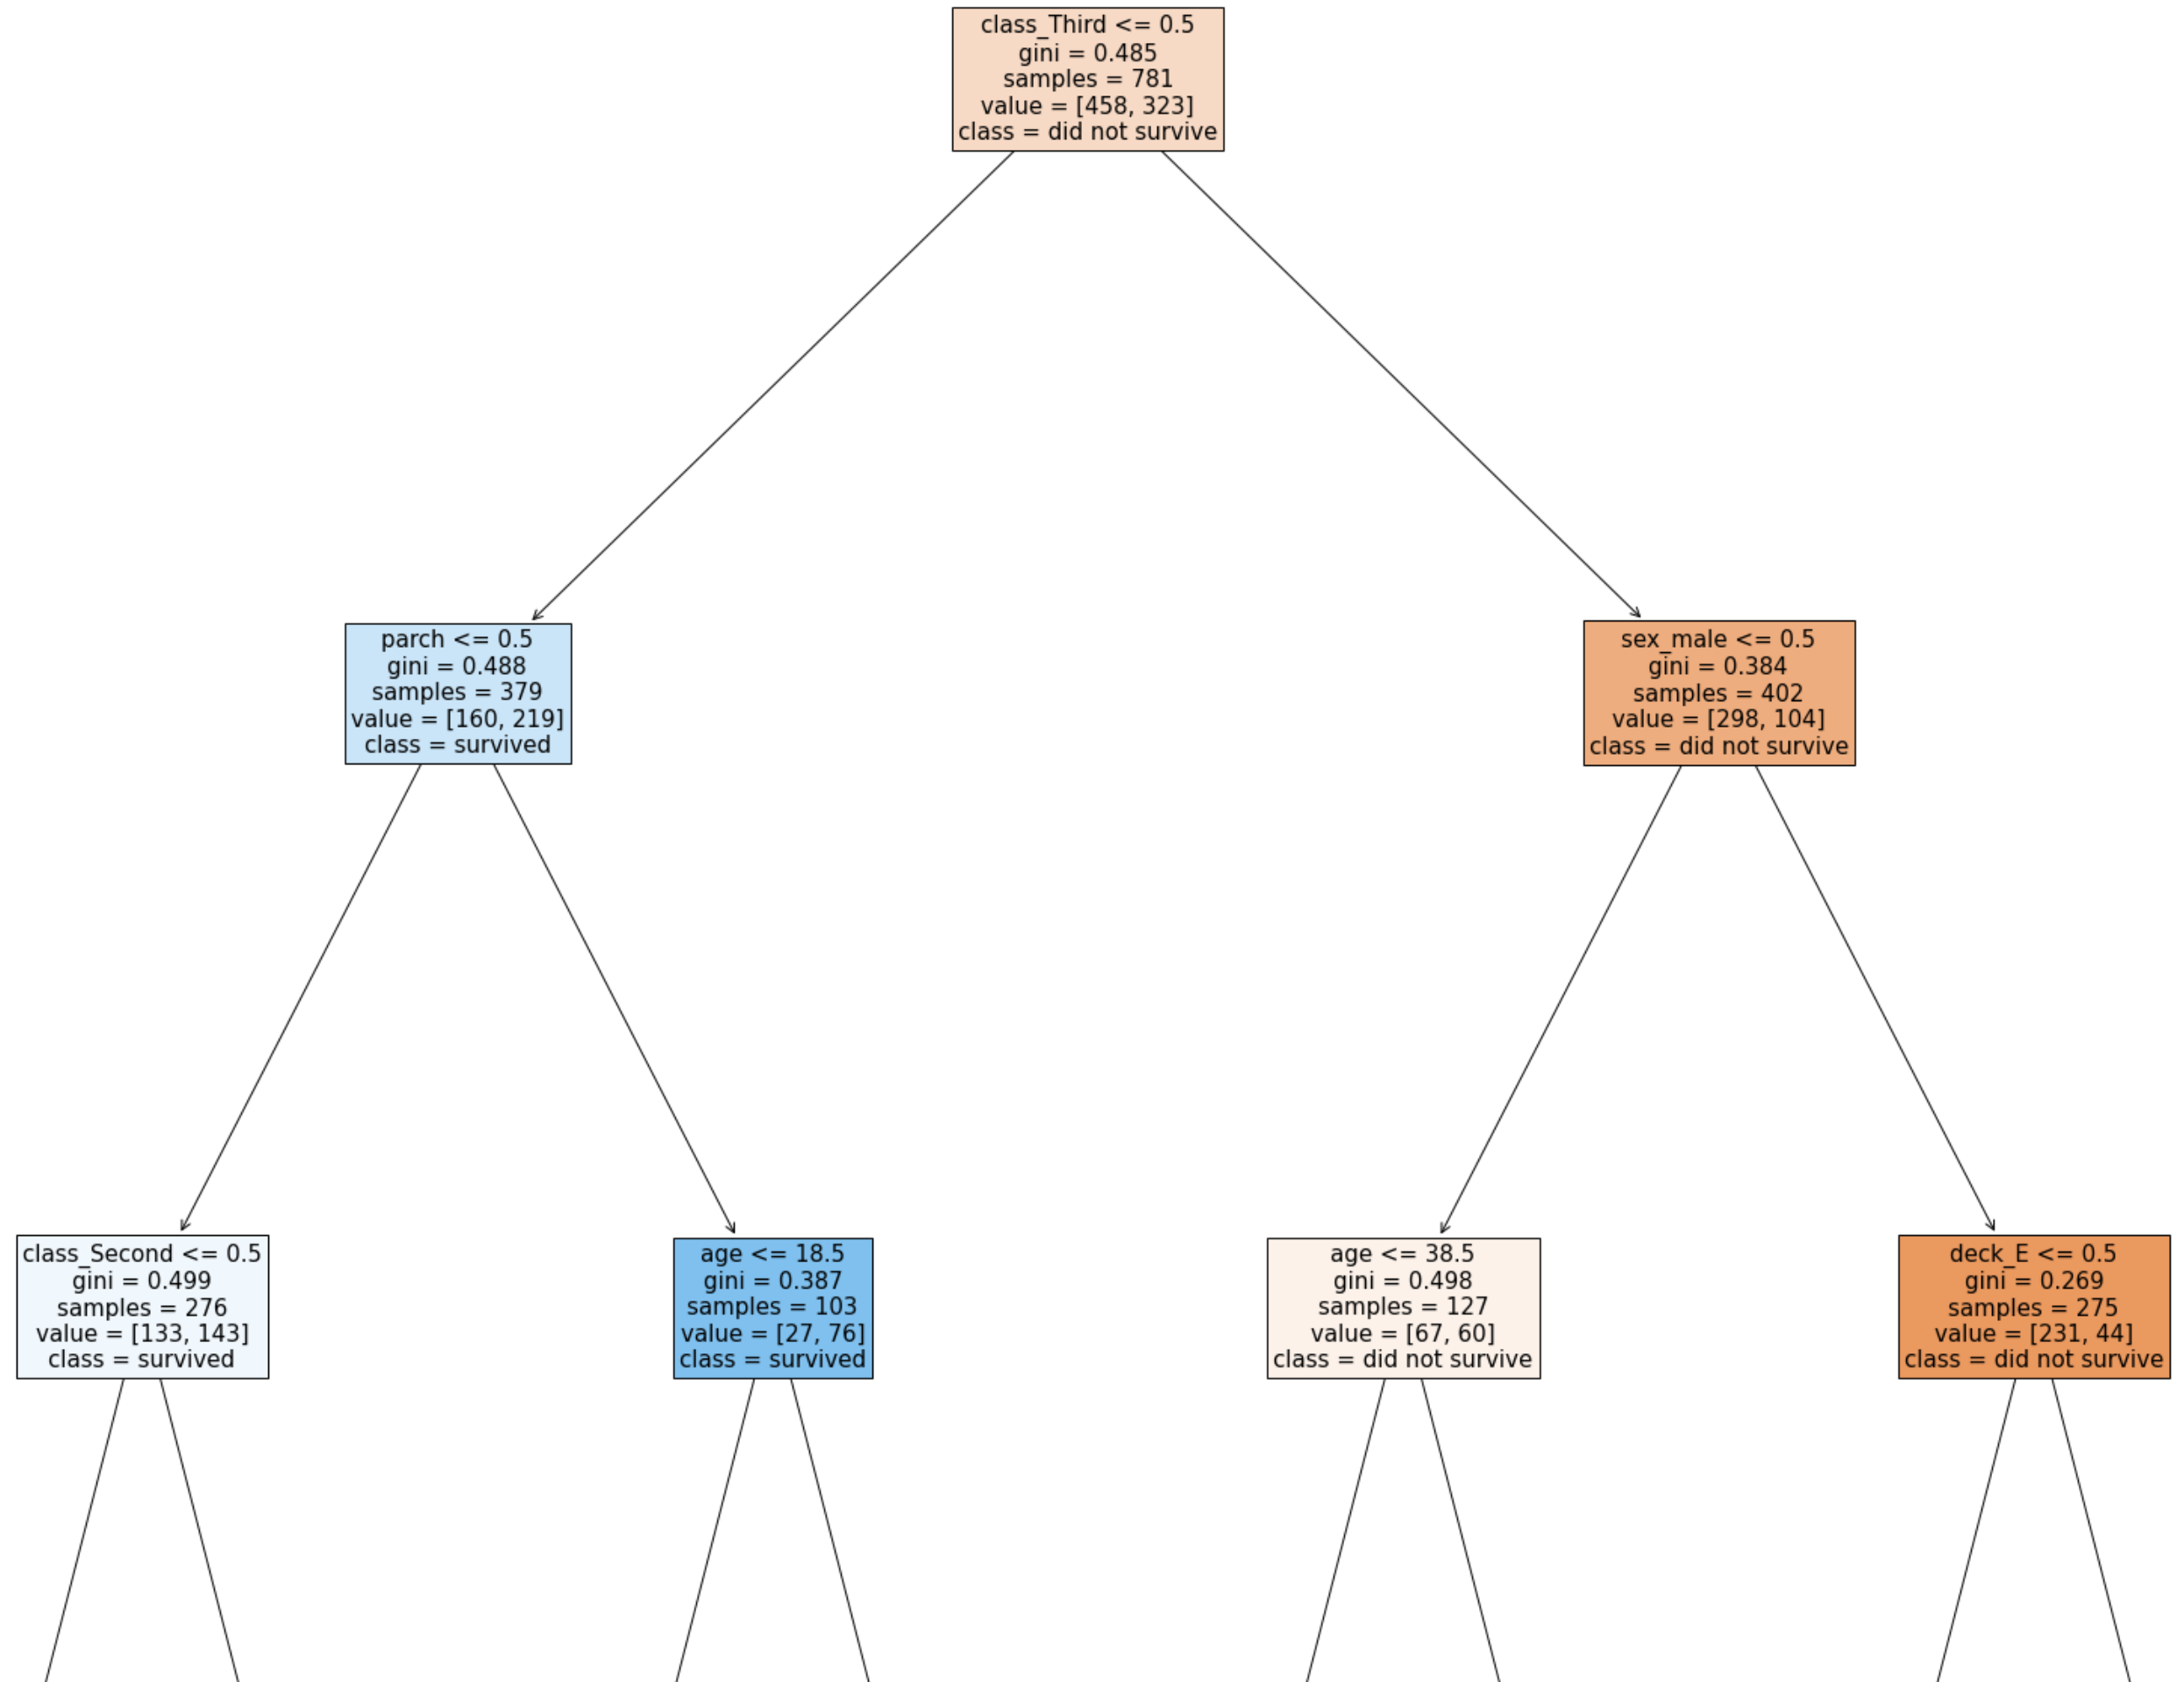 class_Third <= 0.5
gini = 0.485
samples = 781
value = [458, 323]
class = did not survive
parch <= 0.5
gini = 0.488
samples = 379
value = [160, 219]
class = survived
sex_male <= 0.5
gini = 0.384
samples = 402
value = [298, 104]
class = did not survive
class_Second <= 0.5
gini = 0.499
samples = 276
value = [133, 143]
class = survived
age <= 18.5
gini = 0.387
samples = 103
value = [27, 76]
class = survived
age <= 38.5
gini = 0.498
samples = 127
value = [67, 60]
class = did not survive
deck_E <= 0.5
gini = 0.269
samples = 275
value = [231, 44]
class = did not survive